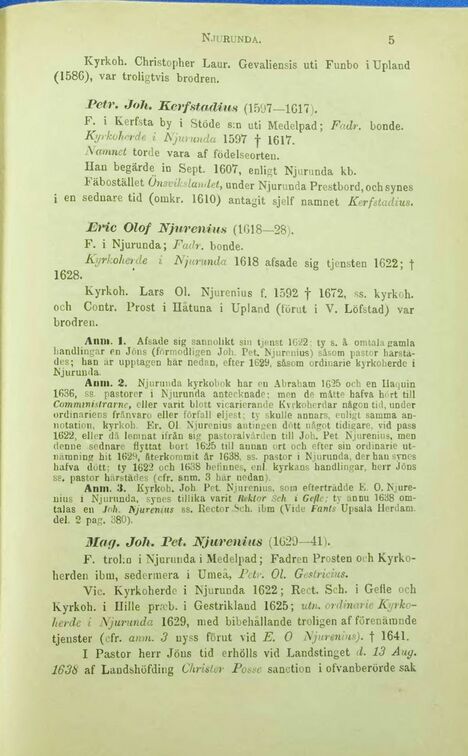 NJURUNDA. 5
Kyrkoh. Christopher Laur. Gevaliensis uti Funbo i Upland
(1586), var troligtvis brodren.
Petr. Joh. Kerfstadius (1597—1617).
F. i Kerfsta by i Stöde s:n uti Medelpad; Fadr. bonde.
Kyrkoherde i Njurunda 1597 † 1617.
Namnet torde vara af födelseorten.
Han begärde in Sept. 1607, enligt Njurunda kb.
Fäbostället Önsvikslandet, under Njurunda Prestbord, och synes
i en sednare tid (omkr. 1610) antagit sjelf namnet Kerfstadius.
Eric Olof Njurenius (1618—28).
F. i Njurunda; Fadr. bonde.
Kyrkoherde i Njurunda 1618 afsade sig tjensten 1622; †
1628.
Kyrkoh. Lars Ol. Njurenius f. 1592 † 1672, ss. kyrkoh.
och Contr. Prost i Håtuna i Upland (förut i V. Löfstad) var
brodren.
Anm. 1. Afsade sig sannolikt sin tjenst 1622; ty s. å. omtala gamla
handlingar en Jöns (förmodligen Joh. Pet. Njurenius) såsom pastor härsta-
des; han är upptagen här nedan, efter 1629, såsom ordinarie kyrkoherde i
Njurunda.
Anm. 2. Njurunda kyrkobok har en Abraham 1625 och en Haquin
1636, ss. pastorer i Njurunda antecknade; men de måtte hafva hört till
Comministrarne, eller varit blott vicarierande Kyrkoherdar någon tid, under
ordinariens frånvro eller förfall eljest; ty skulle annars, enligt samma an-
notation, kyrkoh. Er. Ol. Njurenius antingen dött något tidigare, vid pass
1622, eller då lemnat ifrån sig pastoralvården till Joh. Pet. Njurenius, men
denne sednare flyttat bort 1625 till annan ort och efter sin ordinarie ut-
nämning hit 1629, återkommit år 1638, ss. pastor i Njurunda, der han synes
hafva dött; ty 1622 och 1638 befinnes, enl. kyrkans handlingar, herr Jöns
ss. pastor härstädes (cfr. anm. 3 här nedan).
Anm. 3. Kyrkoh. Joh. Pet. Njurenius, som efterträdde E. O. Njure-
nius i Njurunda, synes tillika varit Rektor Sch. i Gefle; ty annu 1638 om-
talas en Joh. Njurenius ss. Rector Sch. ibm (Vide Fants Upsala Herdam.
del. 2 pag. 380).
Mag. Joh. Pet. Njurenius (1629—41).
F. trol:n i Njurunda i Medelpad; Fadren Prosten och Kyrko-
herden ibm, sedermera i Umeå, Petr. Ol. Gestricius.
Vic. Kyrkoherde i Njurunda 1622; Rect. Sch. i Gefle och
Kyrkoh. i Hille præb. i Gestrikland 1625; utn. ordinarie Kyrko-
herde i Njurunda 1629, med bibehållande troligen af förenämnde
tjenster (cfr. anm. 3 nyss förut vid E. O Njurenius). † 1641.
I Pastor herr Jöns tid erhölls vid Landstinget d. 13 Aug.
1638 af Landshöfding Christer Posse sanction i ofvanberörde sak